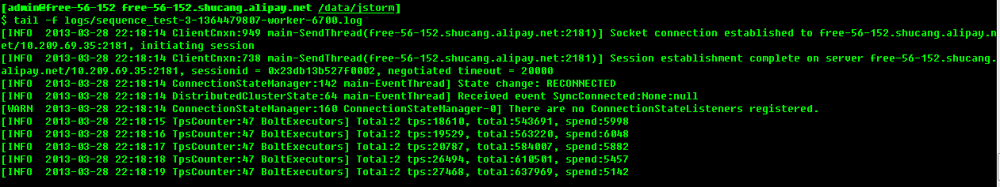 [admin@free-56-152 free-56-152.shucang.alipay.net /data/jstorm]
$ tail -f logs/sequence_test-3-1364479807-worker-6700.log
[INFO  2013-03-28 22:18:14 ClientCnxn:949 main-SendThread(free-56-152.shucang.alipay.net:2181)] Socket connection established to free-56-152.shucang.alipay.n
et/10.209.69.35:2181, initiating session
[INFO  2013-03-28 22:18:14 ClientCnxn:738 main-SendThread(free-56-152.shucang.alipay.net:2181)] Session establishment complete on server free-56-152.shucang.
alipay.net/10.209.69.35:2181, sessionid = 0x23db13b527f0002, negotiated timeout = 20000
[INFO  2013-03-28 22:18:14 ConnectionStateManager:142 main-EventThread] State change: RECONNECTED
[INFO  2013-03-28 22:18:14 DistributedClusterState:64 main-EventThread] Received event SyncConnected:None:null
[WARN  2013-03-28 22:18:14 ConnectionStateManager:160 ConnectionStateManager-0] There are no ConnectionStateListeners registered.
[INFO  2013-03-28 22:18:15 TpsCounter:47 BoltExecutors] Total:2 tps:18610, total:543691, spend:5998
[INFO  2013-03-28 22:18:16 TpsCounter:47 BoltExecutors] Total:2 tps:19529, total:563220, spend:6048
[INFO  2013-03-28 22:18:17 TpsCounter:47 BoltExecutors] Total:2 tps:20787, total:584007, spend:5882
[INFO  2013-03-28 22:18:18 TpsCounter:47 BoltExecutors] Total:2 tps:26494, total:610501, spend:5457
[INFO  2013-03-28 22:18:19 TpsCounter:47 BoltExecutors] Total:2 tps:27468, total:637969, spend:5142